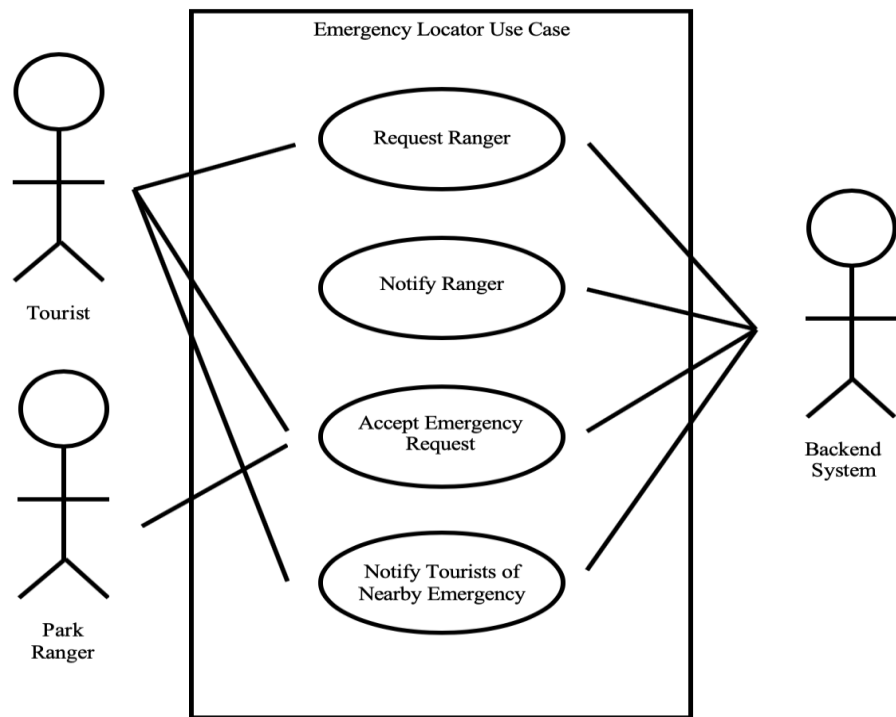 Emergency Locator Use Case
Request Ranger
Notify Ranger
Tourist
Accept Emergency
Request
Backend
System
Notify Tourists of
Nearby Emergency
Park
Ranger